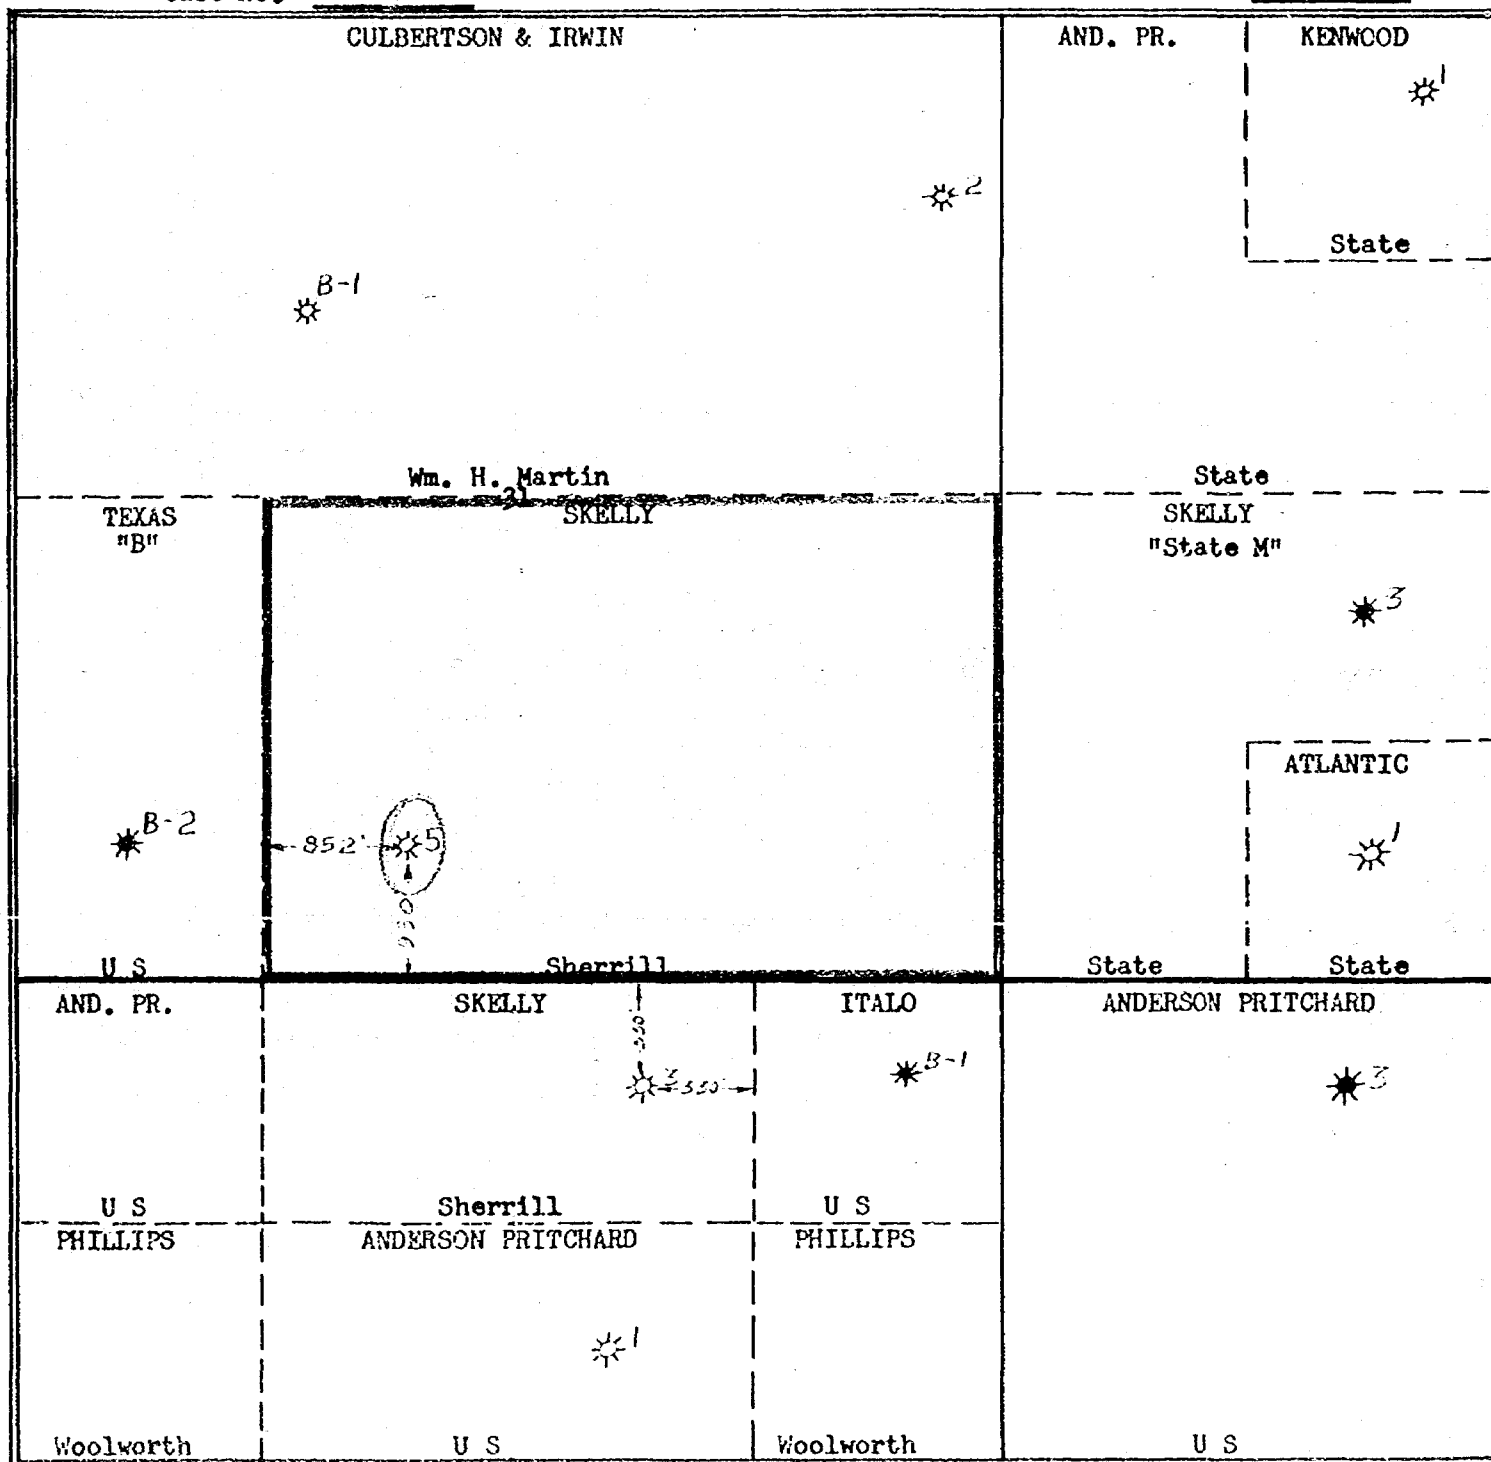 CULBERTSON & IRWIN
AND. PR.
KENWOOD
1
2
State
B-1
Wm. H. Martin
31
State
TEXAS
"B"
SKELLY
SKELLY
"State M"
3
ATLANTIC
B-2
852'
5
1
U S
Sherrill
State
State
AND. PR.
SKELLY
ITALO
ANDERSON PRITCHARD
3
330'
B-1
3
U S
Sherrill
U S
PHILLIPS
ANDERSON PRITCHARD
PHILLIPS
1
Woolworth
U S
Woolworth
U S